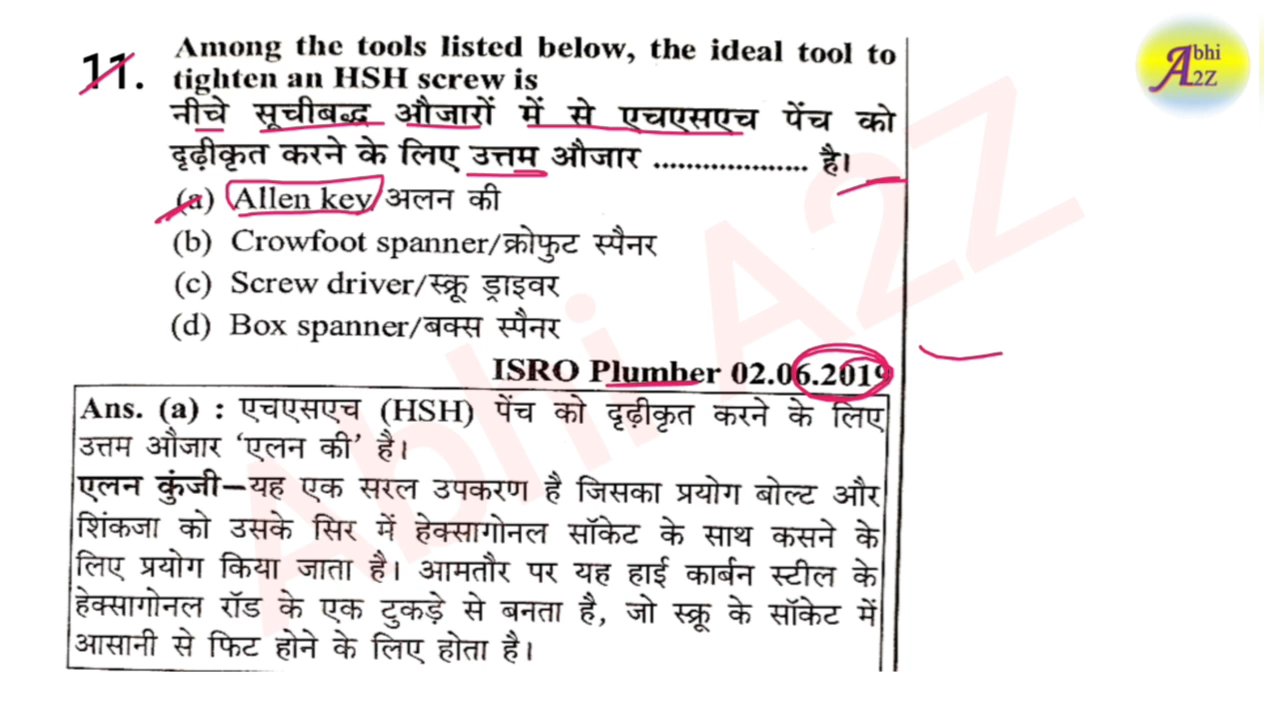 Abhi
A2Z
11. Among the tools listed below, the ideal tool to
tighten an HSH screw is
नीचे सूचीबद्ध औजारों में से एचएसएच पेंच को
दृढ़ीकृत करने के लिए उत्तम औजार .................... है।
(a) Allen key/अलन की
(b) Crowfoot spanner/क्रोफुट स्पैनर
(c) Screw driver/स्क्रू ड्राइवर
(d) Box spanner/बक्स स्पैनर
ISRO Plumber 02.06.2019
Ans. (a) : एचएसएच (HSH) पेंच को दृढ़ीकृत करने के लिए
उत्तम औजार ‘एलन की’ है।
एलन कुंजी–यह एक सरल उपकरण है जिसका प्रयोग बोल्ट और
शिंकजा को उसके सिर में हेक्सागोनल सॉकेट के साथ कसने के
लिए प्रयोग किया जाता है। आमतौर पर यह हाई कार्बन स्टील के
हेक्सागोनल रॉड के एक टुकड़े से बनता है, जो स्क्रू के सॉकेट में
आसानी से फिट होने के लिए होता है।
Abhi A2Z